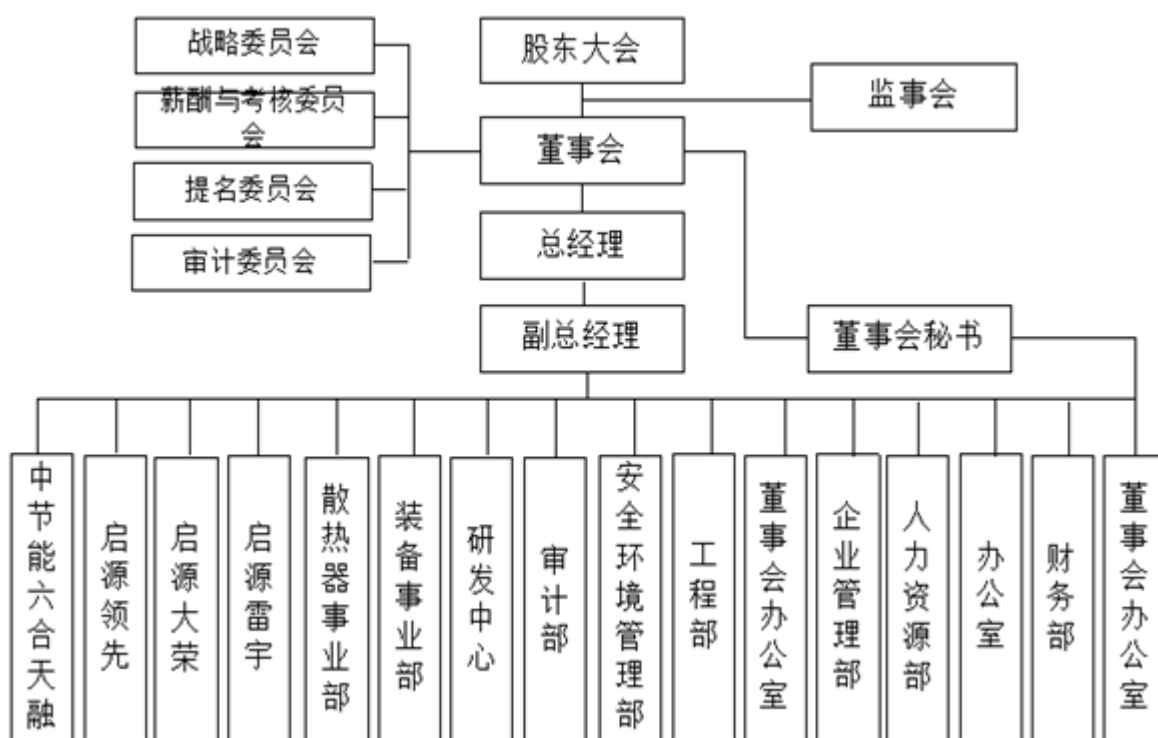 战略委员会
股东大会
监事会
薪酬与考核委员
会
董事会
提名委员会
总经理
审计委员会
副总经理
董事会秘书
中节能六合天融
启源领先
启源大荣
启源雷宇
散热器事业部
装备事业部
研发中心
审计部
安全环境管理部
工程部
董事会办公室
企业管理部
人力资源部
办公室
财务部
董事会办公室